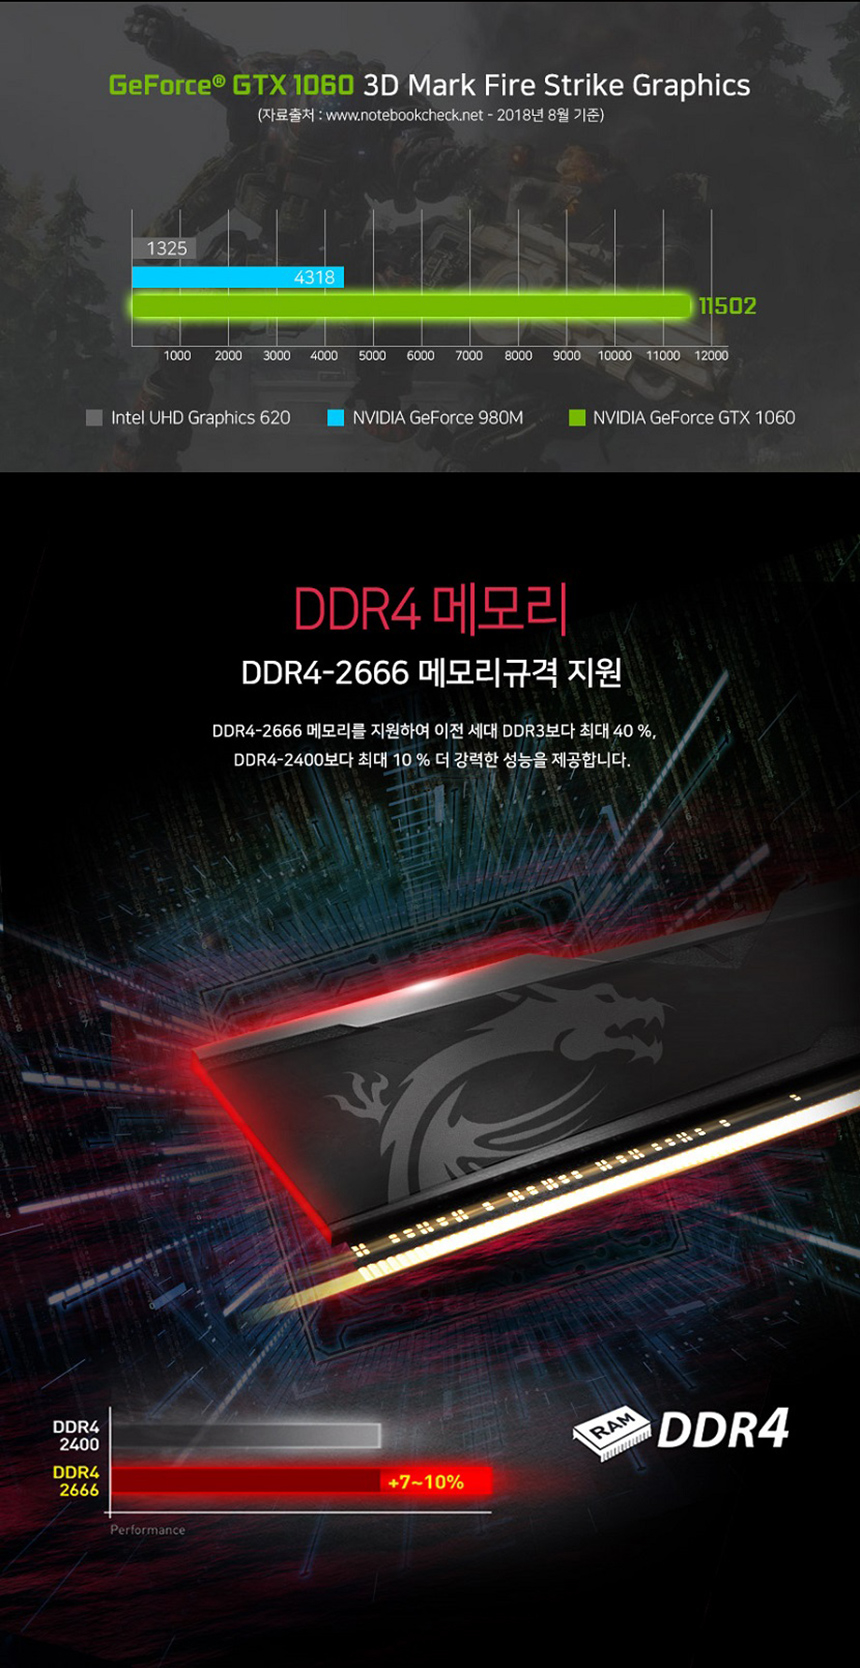 GeForce® GTX 1060 3D Mark Fire Strike Graphics
(자료출처 : www.notebookcheck.net - 2018년 8월 기준)
1325
4318
11502
1000 2000 3000 4000 5000 6000 7000 8000 9000 10000 11000 12000
Intel UHD Graphics 620 NVIDIA GeForce 980M NVIDIA GeForce GTX 1060
DDR4 메모리
DDR4-2666 메모리규격 지원
DDR4-2666 메모리를 지원하여 이전 세대 DDR3보다 최대 40 %,
DDR4-2400보다 최대 10 % 더 강력한 성능을 제공합니다.
DDR4
2400
DDR4
2666
+7~10%
Performance
RAM DDR4